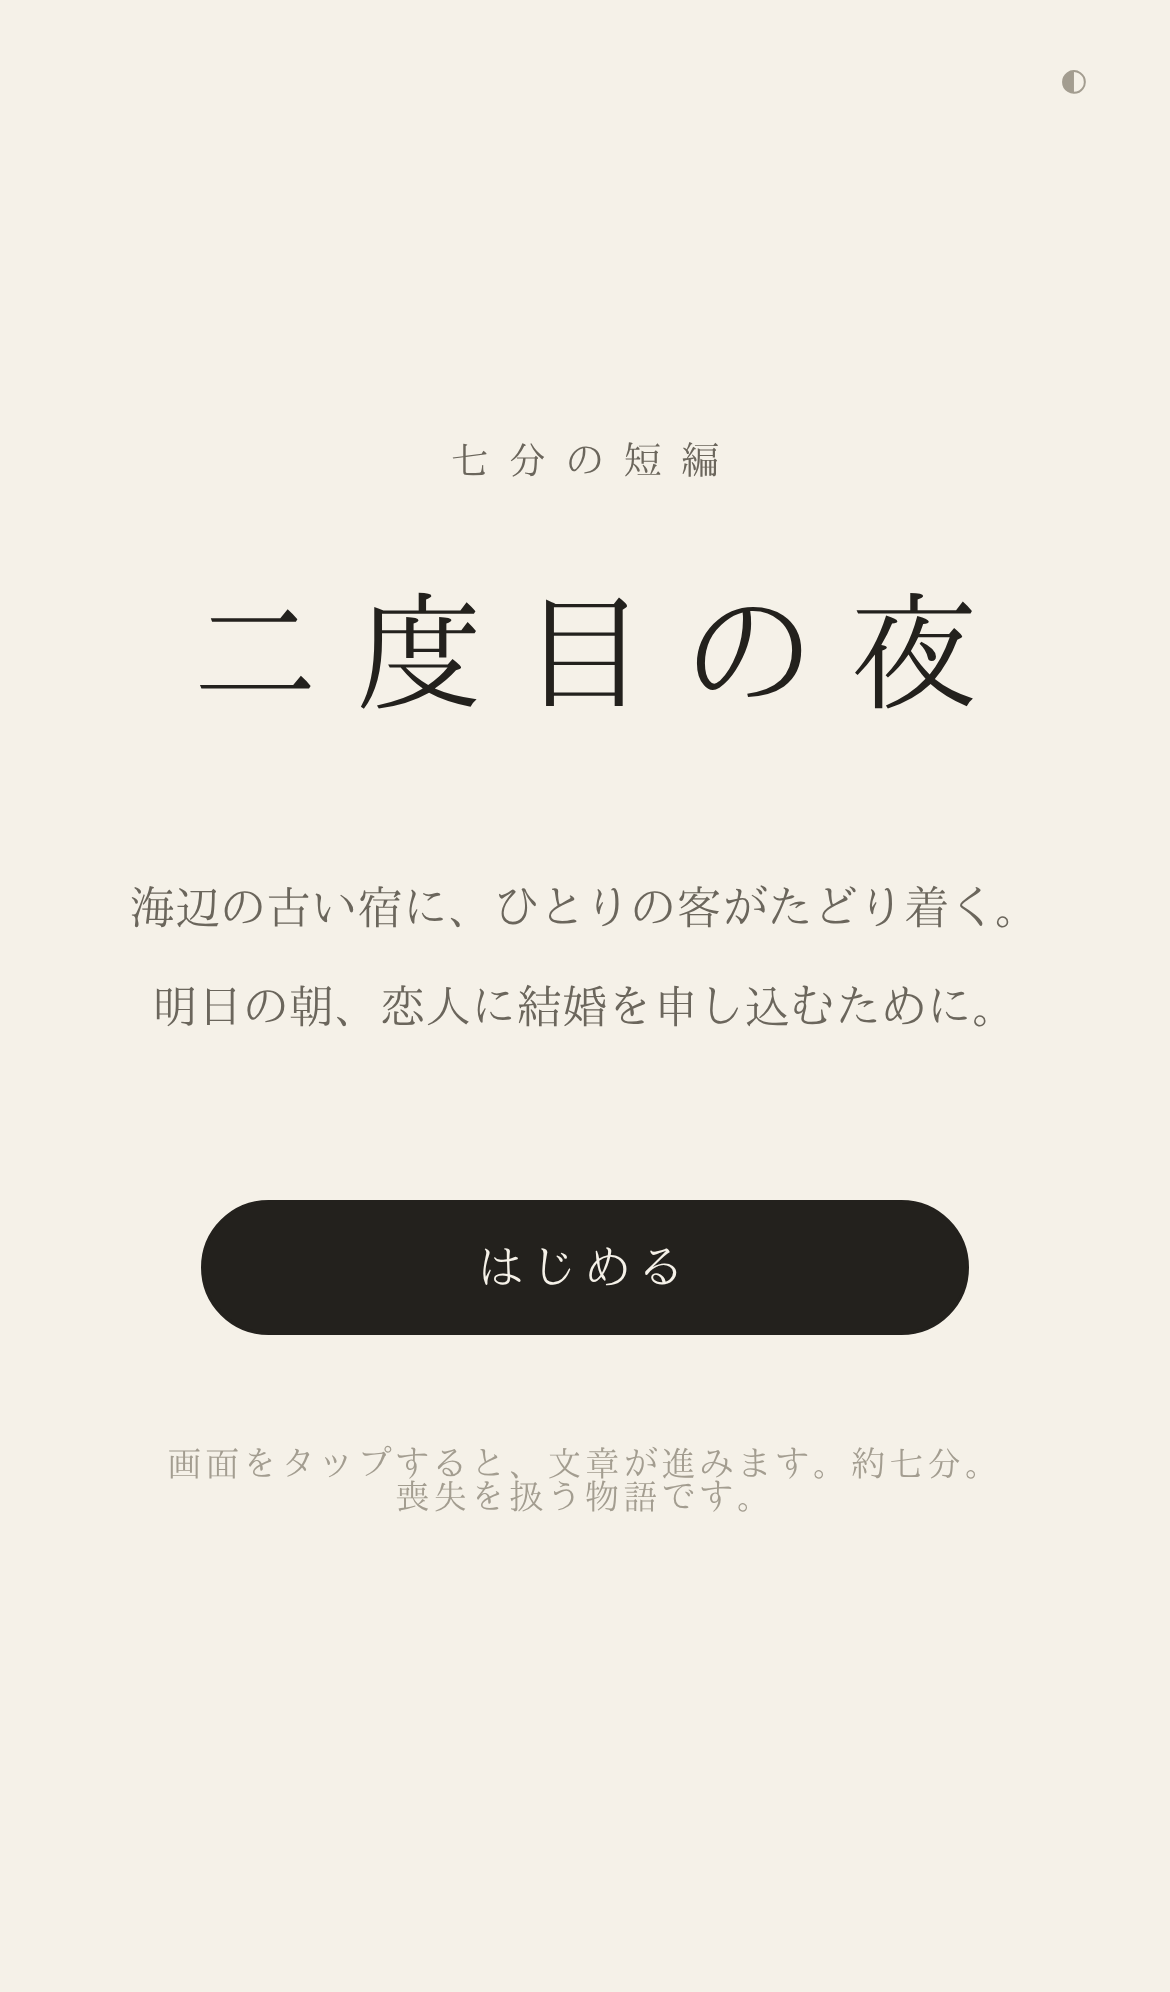 七分の短編
二度目の夜
海辺の古い宿に、ひとりの客がたどり着く。
明日の朝、恋人に結婚を申し込むために。
はじめる
画面をタップすると、文章が進みます。約七分。
喪失を扱う物語です。